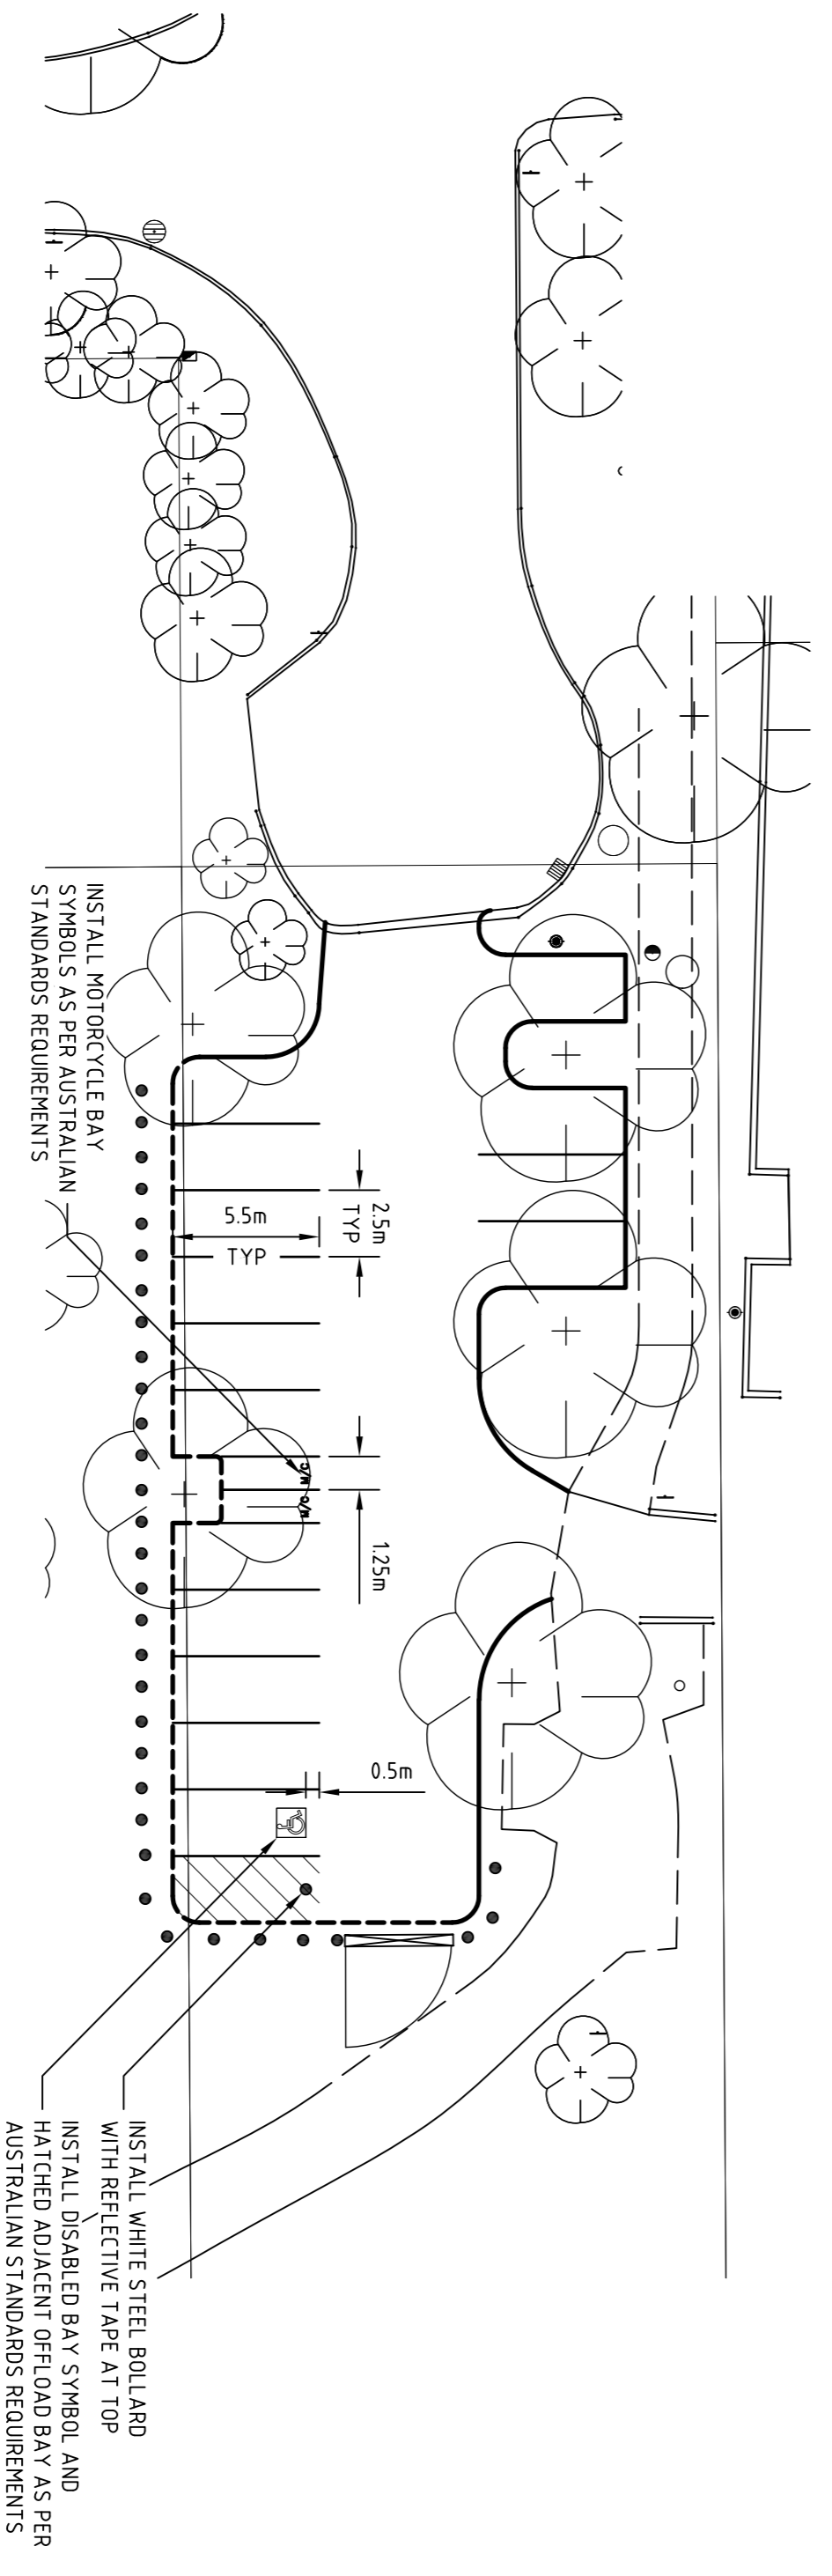 INSTALL MOTORCYCLE BAY
SYMBOLS AS PER AUSTRALIAN
STANDARDS REQUIREMENTS
5.5m
TYP
2.5m
TYP
M/C
M/C
1.25m
0.5m
INSTALL WHITE STEEL BOLLARD
WITH REFLECTIVE TAPE AT TOP
INSTALL DISABLED BAY SYMBOL AND
HATCHED ADJACENT OFFLOAD BAY AS PER
AUSTRALIAN STANDARDS REQUIREMENTS